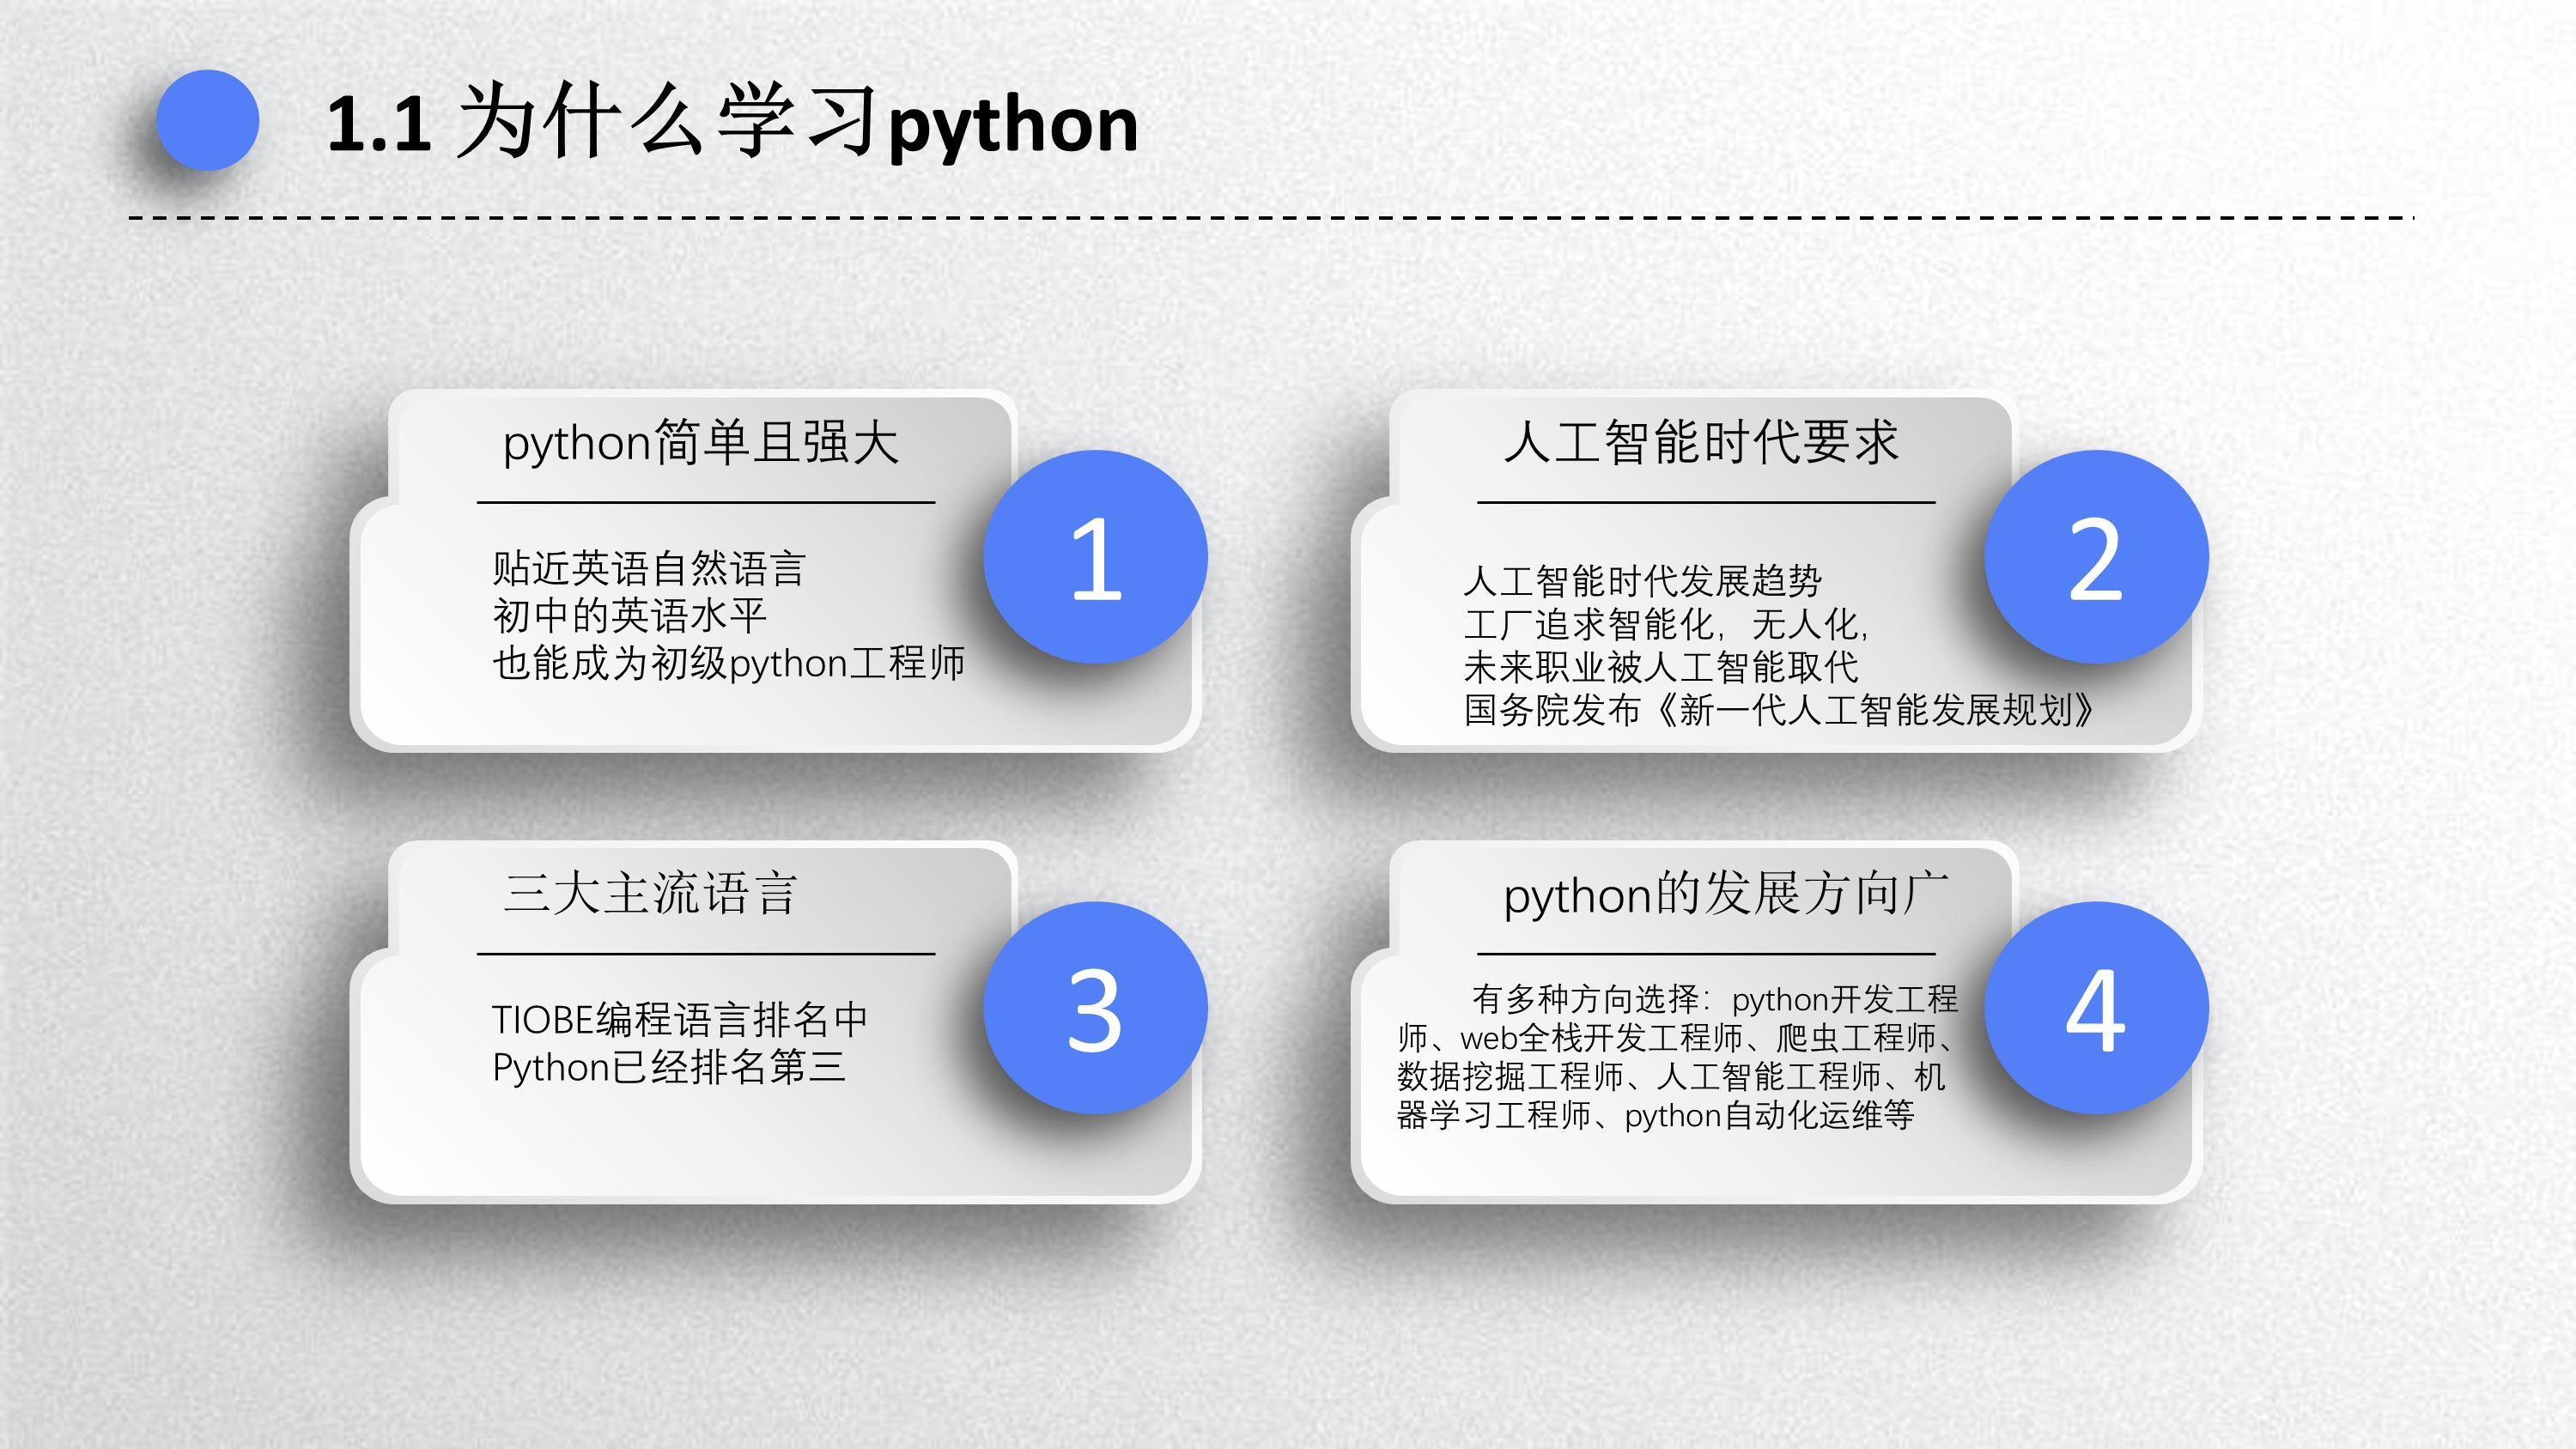 1.1 为什么学习python
python简单且强大
贴近英语自然语言
初中的英语水平
也能成为初级python工程师
1
人工智能时代要求
人工智能时代发展趋势
工厂追求智能化，无人化，
未来职业被人工智能取代
国务院发布《新一代人工智能发展规划》
2
三大主流语言
TIOBE编程语言排名中
Python已经排名第三
3
python的发展方向广
有多种方向选择：python开发工程
师、web全栈开发工程师、爬虫工程师、
数据挖掘工程师、人工智能工程师、机
器学习工程师、python自动化运维等
4